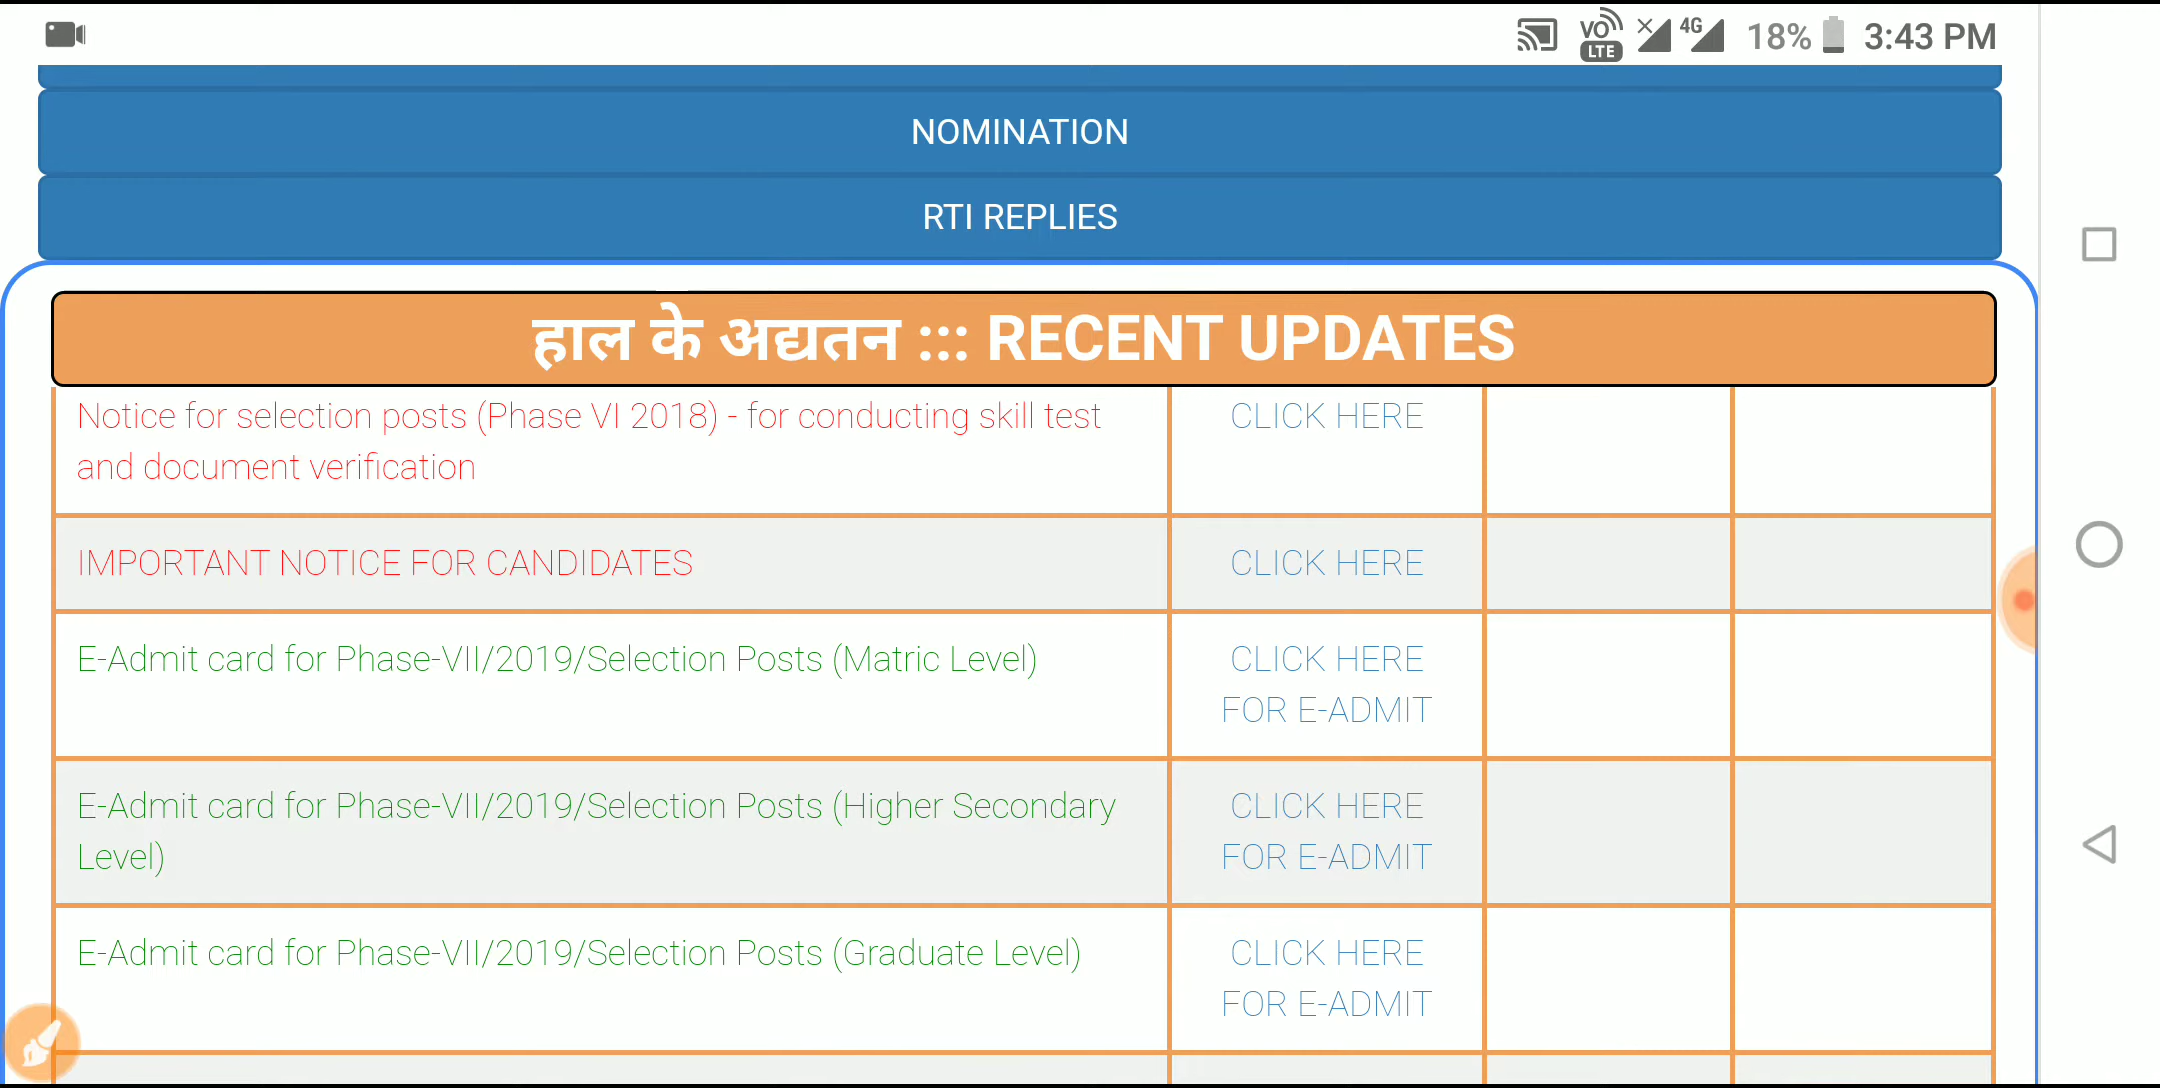 VO LTE 4G 18% 3:43 PM
NOMINATION
RTI REPLIES
हाल के अद्यतन ::: RECENT UPDATES
Notice for selection posts (Phase VI 2018) - for conducting skill test CLICK HERE
and document verification
IMPORTANT NOTICE FOR CANDIDATES CLICK HERE
E-Admit card for Phase-VII/2019/Selection Posts (Matric Level) CLICK HERE
FOR E-ADMIT
E-Admit card for Phase-VII/2019/Selection Posts (Higher Secondary CLICK HERE
Level) FOR E-ADMIT
E-Admit card for Phase-VII/2019/Selection Posts (Graduate Level) CLICK HERE
FOR E-ADMIT